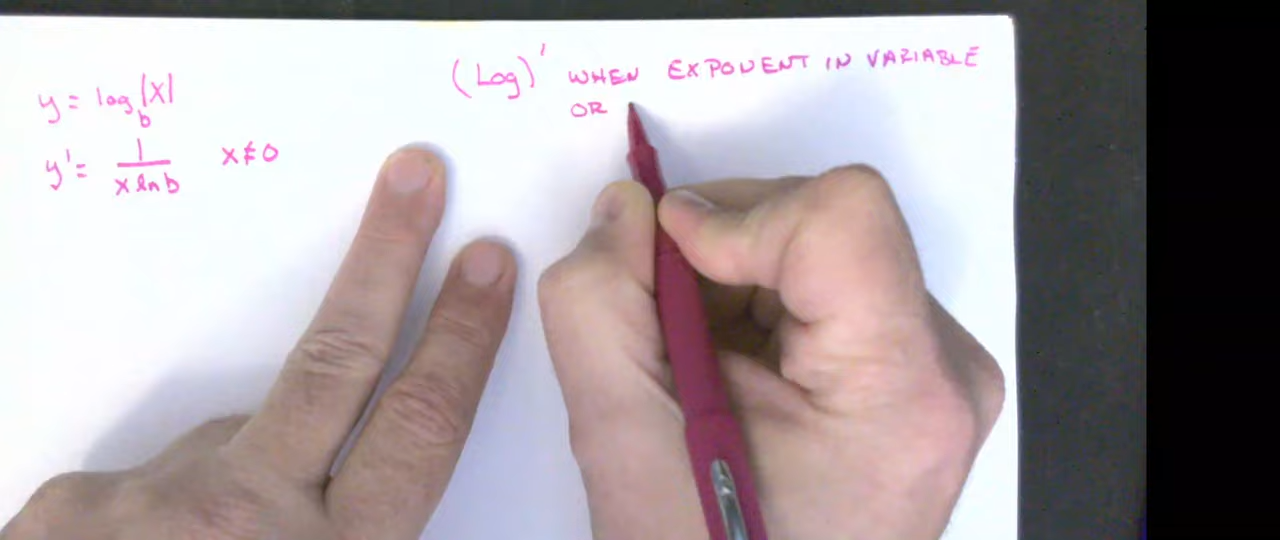 y = log_b |x|
y' = 1 / (x ln b)   x ≠ 0
(Log)' WHEN EXPONENT IN VARIABLE
OR